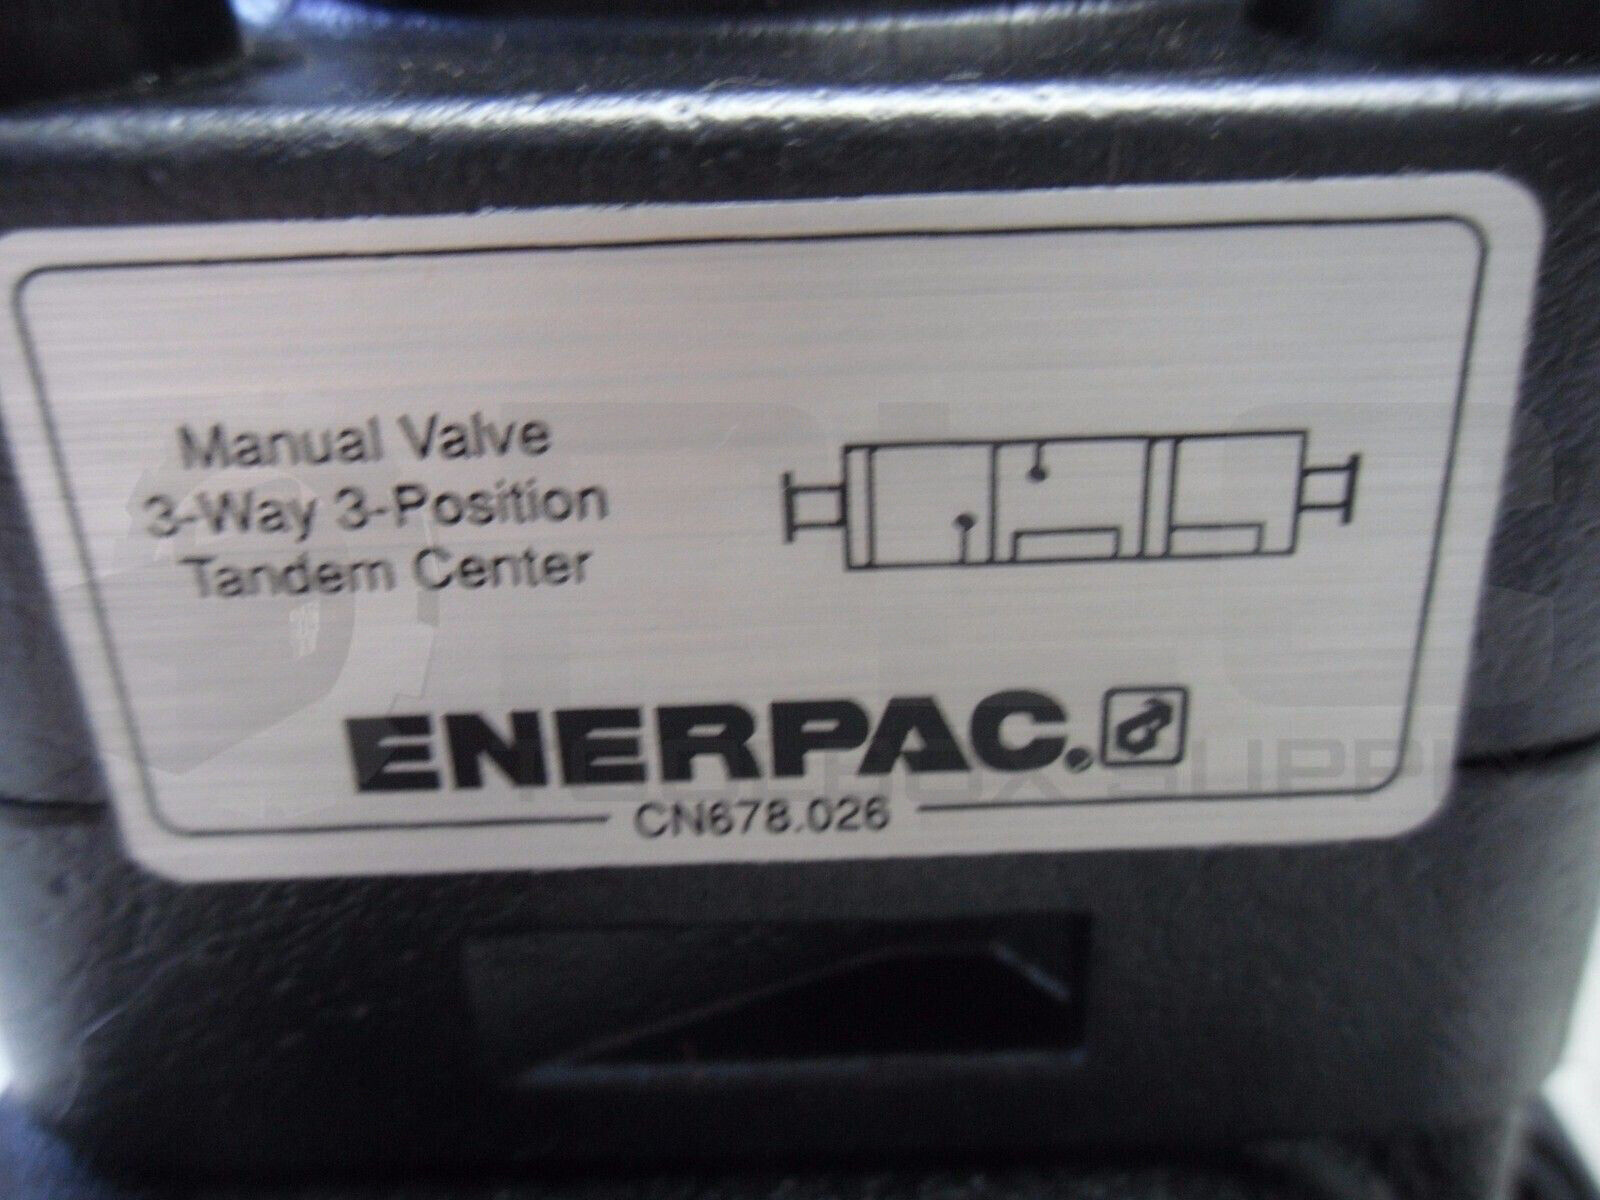 Manual Valve
3-Way 3-Position
Tandem Center
ENERPAC.
CN678.026